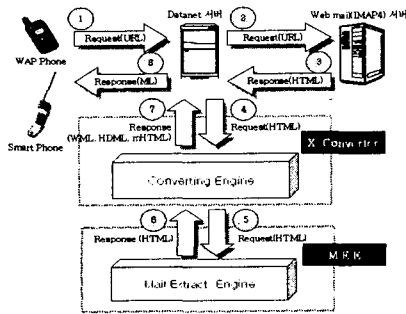 1
Request(URL)
WAP Phone
Datanet 서버
2
Request(URL)
Web mail(IMAP4) 서버
8
Response(ML)
3
Response(HTML)
Smart Phone
7
Response
(WML, HDML, mHTML)
4
Request(HTML)
X Converter
Converting Engine
6
Response (HTML)
5
Request(HTML)
Mail Extract Engine